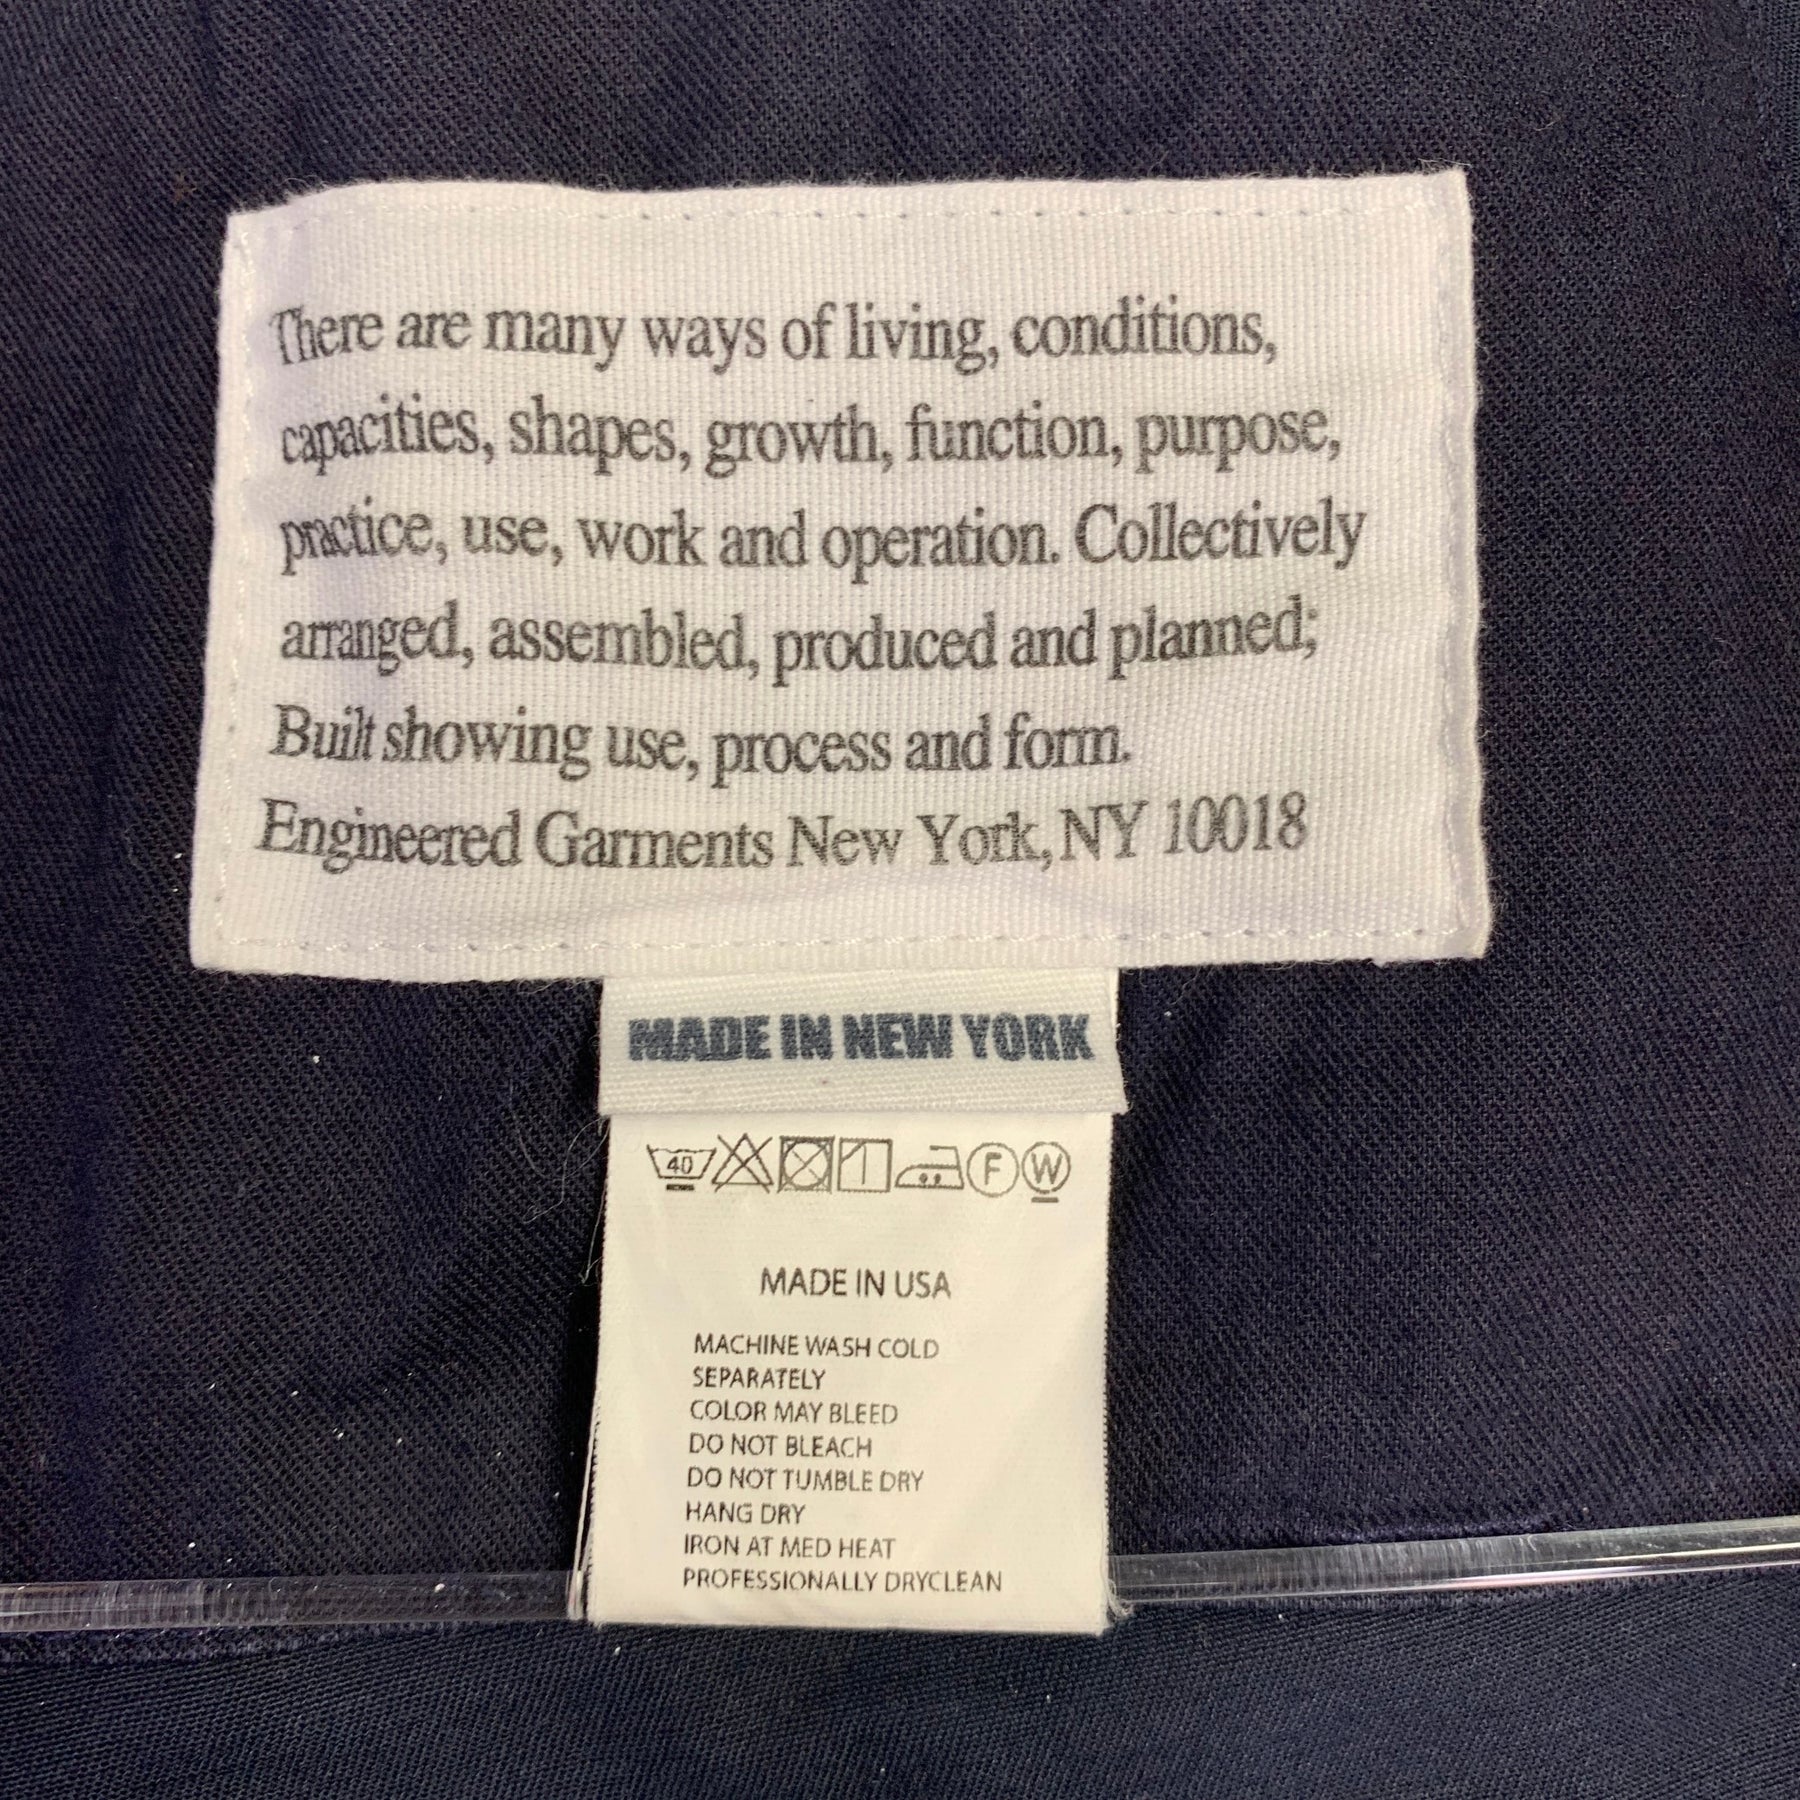 There are many ways of living, conditions,
capacities, shapes, growth, function, purpose,
practice, use, work and operation. Collectively
arranged, assembled, produced and planned;
Built showing use, process and form.
Engineered Garments New York, NY 10018
MADE IN NEW YORK
40 F W
MADE IN USA
MACHINE WASH COLD
SEPARATELY
COLOR MAY BLEED
DO NOT BLEACH
DO NOT TUMBLE DRY
HANG DRY
IRON AT MED HEAT
PROFESSIONALLY DRYCLEAN